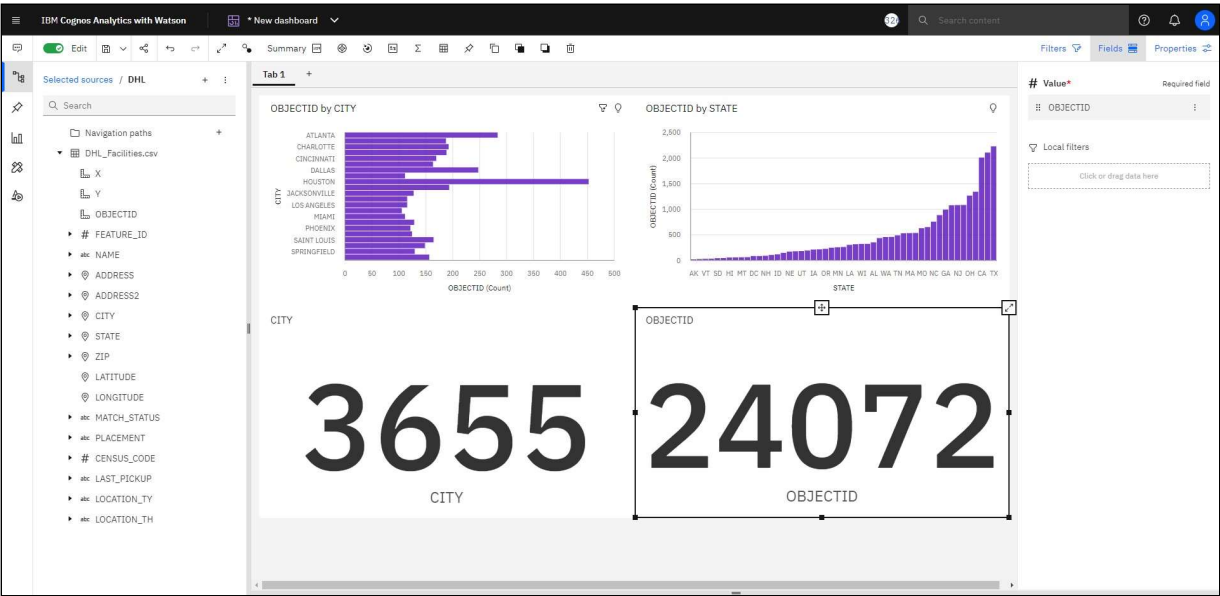 IBM Cognos Analytics with Watson
* New dashboard
Search content
Edit
Summary
Filters
Fields
Properties
Selected sources / DHL
Search
Navigation paths
DHL_Facilities.csv
X
Y
OBJECTID
# FEATURE_ID
abc NAME
ADDRESS
ADDRESS2
CITY
STATE
ZIP
LATITUDE
LONGITUDE
abc MATCH_STATUS
abc PLACEMENT
# CENSUS_CODE
abc LAST_PICKUP
abc LOCATION_TY
abc LOCATION_TH
Tab 1 +
OBJECTID by CITY
CITY
ATLANTA
CHARLOTTE
CINCINNATI
DALLAS
HOUSTON
JACKSONVILLE
LOS ANGELES
MIAMI
PHOENIX
SAINT LOUIS
SPRINGFIELD
0 50 100 150 200 250 300 350 400 450 500
OBJECTID (Count)
OBJECTID by STATE
OBJECTID (Count)
2,500
2,000
1,500
1,000
500
0
AK VT SD HI MT DC NH ID NE UT IA OR MN LA WI AL WA TN MA MO NC GA NJ OH CA TX
STATE
CITY
3655
CITY
OBJECTID
24072
OBJECTID
# Value* Required field
OBJECTID
Local filters
Click or drag data here